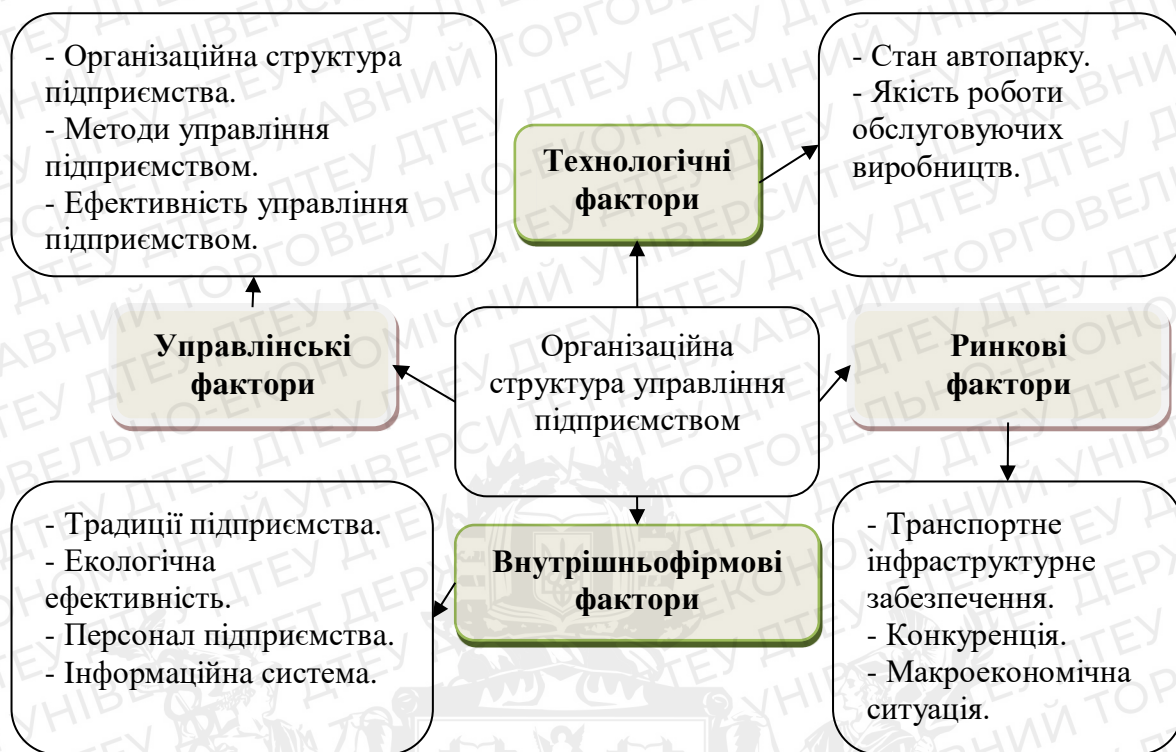 - Організаційна структура
підприємства.
- Методи управління
підприємством.
- Ефективність управління
підприємством.
Технологічні
фактори
- Стан автопарку.
- Якість роботи
обслуговуючих
виробництв.
Управлінські
фактори
Організаційна
структура управління
підприємством
Ринкові
фактори
- Традиції підприємства.
- Екологічна
ефективність.
- Персонал підприємства.
- Інформаційна система.
Внутрішньофірмові
фактори
- Транспортне
інфраструктурне
забезпечення.
- Конкуренція.
- Макроекономічна
ситуація.